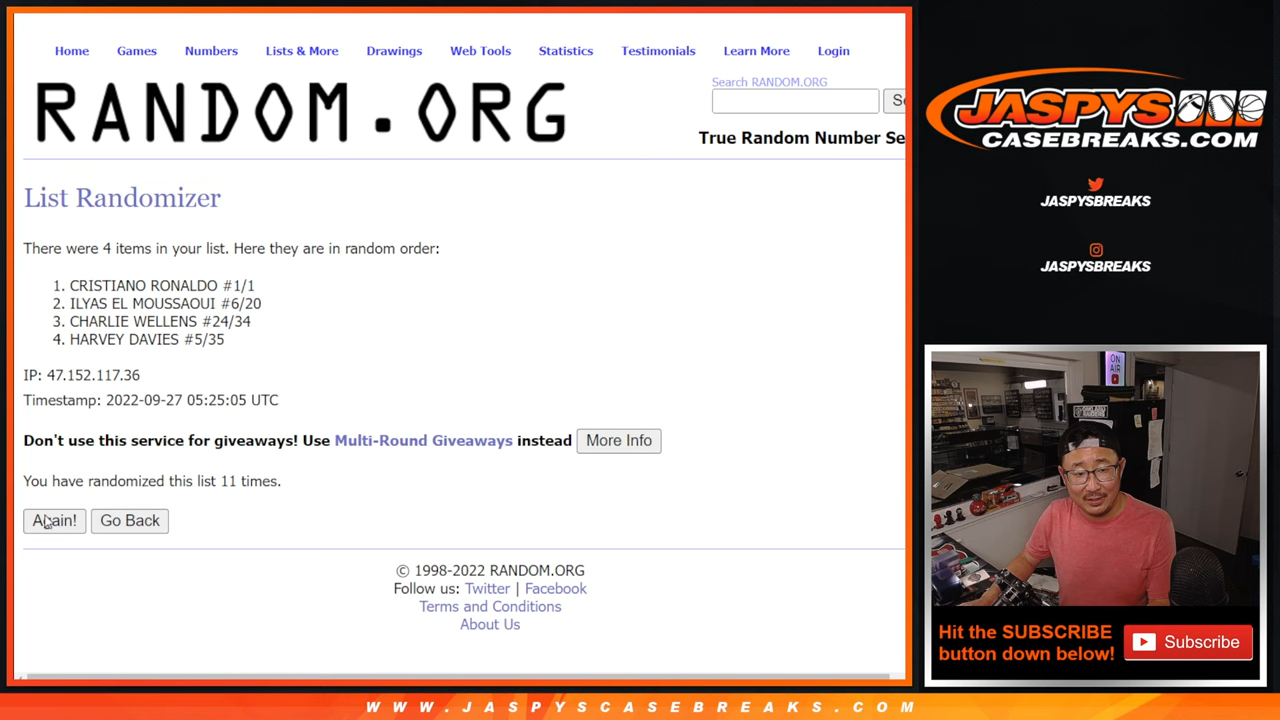 Home Games Numbers Lists & More Drawings Web Tools Statistics Testimonials Learn More Login
Search RANDOM.ORG
RANDOM.ORG
True Random Number Se
List Randomizer
There were 4 items in your list. Here they are in random order:
1. CRISTIANO RONALDO #1/1
2. ILYAS EL MOUSSAOUI #6/20
3. CHARLIE WELLENS #24/34
4. HARVEY DAVIES #5/35
IP: 47.152.117.36
Timestamp: 2022-09-27 05:25:05 UTC
Don't use this service for giveaways! Use Multi-Round Giveaways instead More Info
You have randomized this list 11 times.
Again! Go Back
© 1998-2022 RANDOM.ORG
Follow us: Twitter | Facebook
Terms and Conditions
About Us
JASPYS
CASEBREAKS.COM
JASPYSBREAKS
JASPYSBREAKS
ON
AIR
Hit the SUBSCRIBE
button down below!
Subscribe
WWW.JASPYSCASEBREAKS.COM